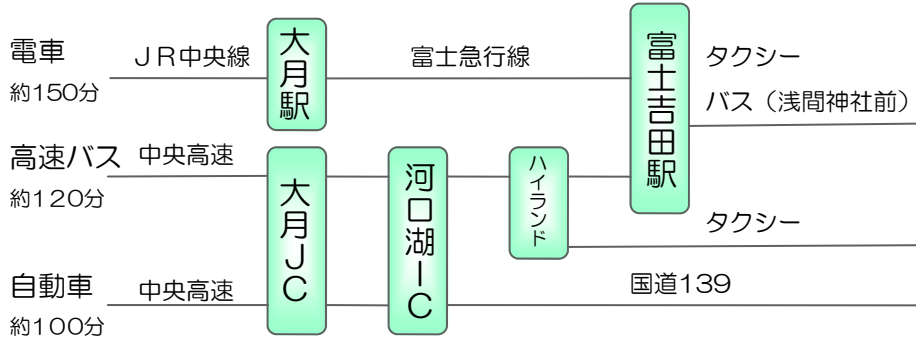 電車
約150分
JR中央線
大月駅
富士急行線
富士吉田駅
タクシー
バス（浅間神社前）
高速バス
約120分
中央高速
大月JC
河口湖IC
ハイランド
タクシー
自動車
約100分
中央高速
国道139